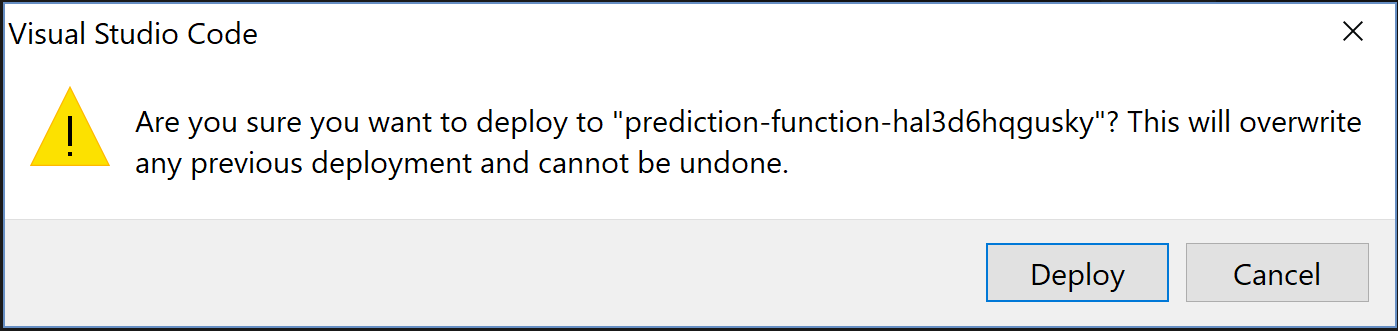 Visual Studio Code
Are you sure you want to deploy to "prediction-function-hal3d6hqgusky"? This will overwrite
any previous deployment and cannot be undone.
Deploy
Cancel